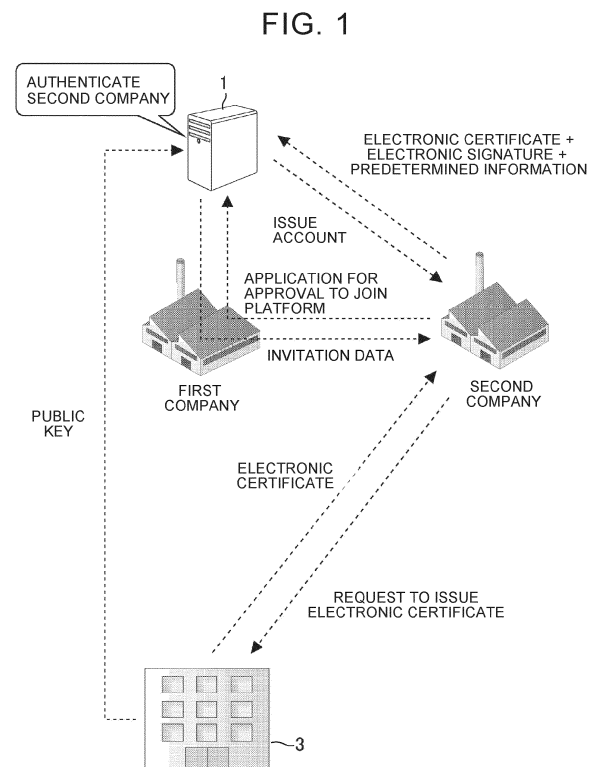 FIG. 1
1
AUTHENTICATE
SECOND COMPANY
ELECTRONIC CERTIFICATE +
ELECTRONIC SIGNATURE +
PREDETERMINED INFORMATION
ISSUE
ACCOUNT
APPLICATION FOR
APPROVAL TO JOIN
PLATFORM
INVITATION DATA
FIRST
COMPANY
SECOND
COMPANY
PUBLIC
KEY
ELECTRONIC
CERTIFICATE
REQUEST TO ISSUE
ELECTRONIC CERTIFICATE
3